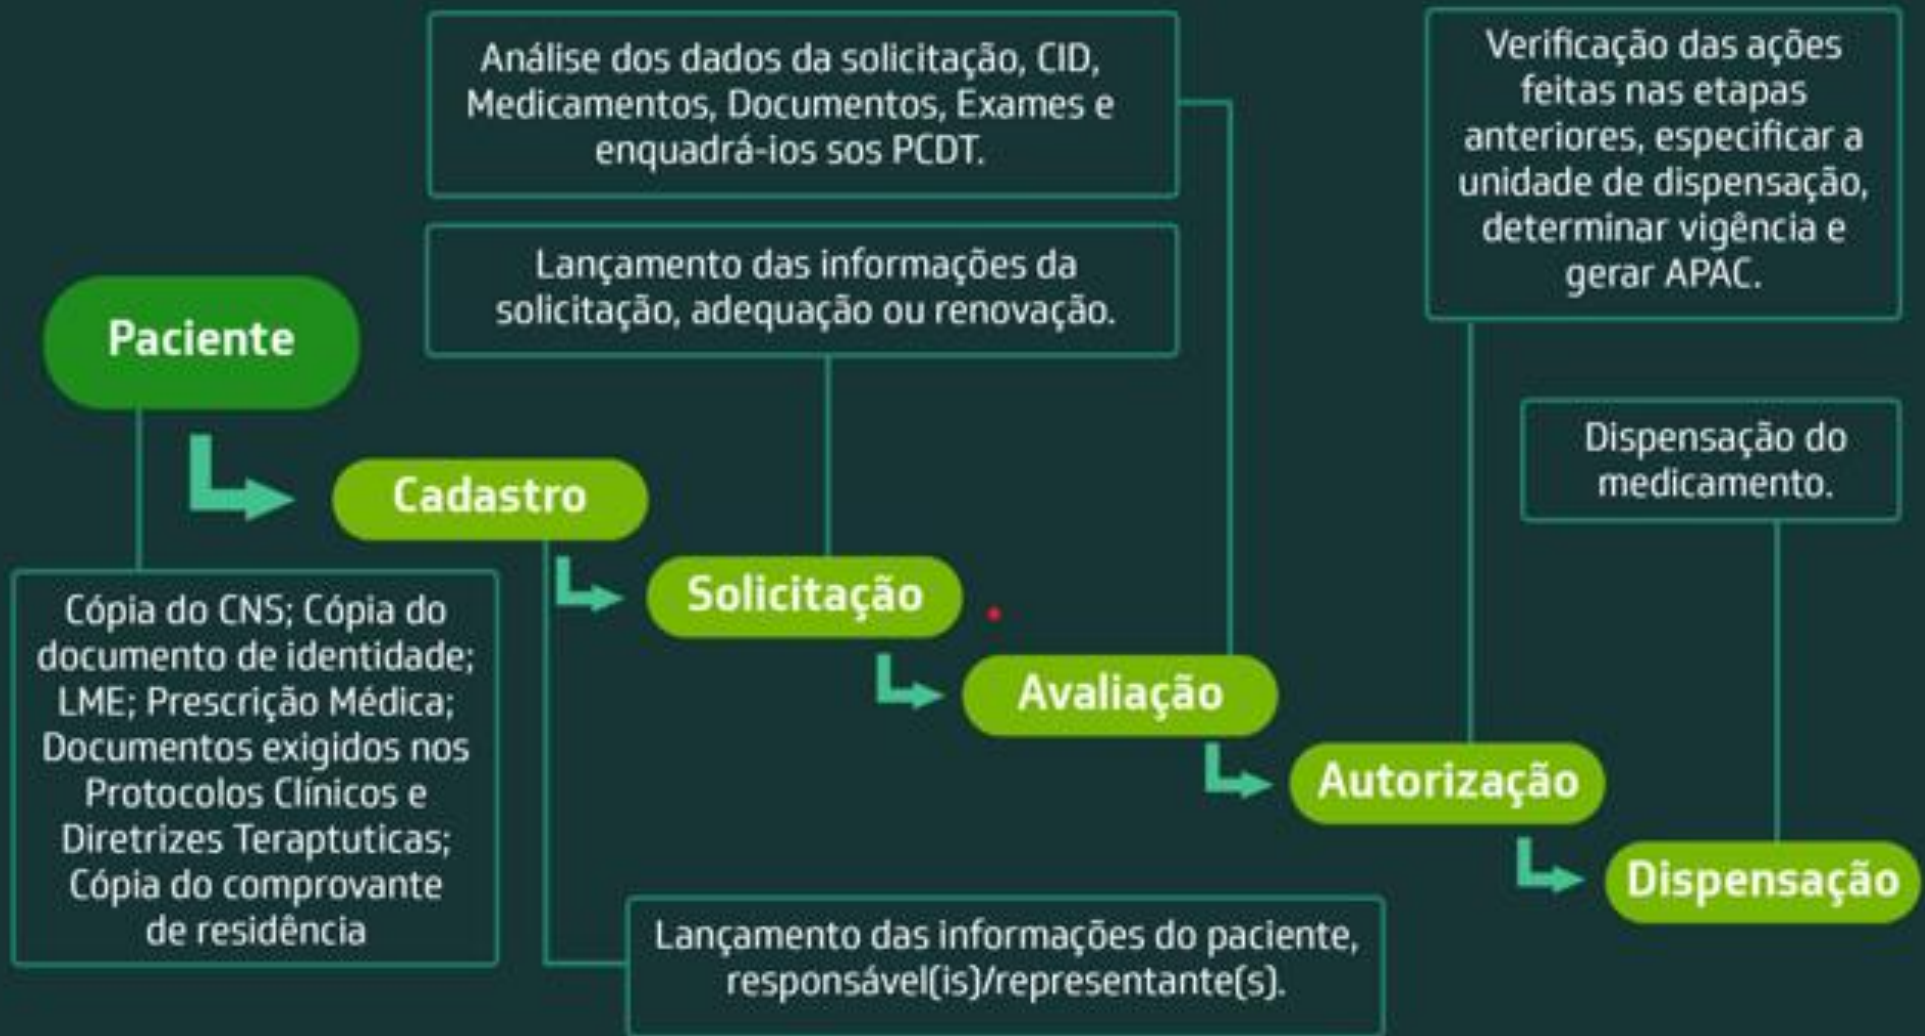 Análise dos dados da solicitação, CID,
Medicamentos, Documentos, Exames e
enquadrá-ios sos PCDT.
Verificação das ações
feitas nas etapas
anteriores, especificar a
unidade de dispensação,
determinar vigência e
gerar APAC.
Lançamento das informações da
solicitação, adequação ou renovação.
Paciente
Dispensação do
medicamento.
Cadastro
Solicitação
Cópia do CNS; Cópia do
documento de identidade;
LME; Prescrição Médica;
Documentos exigidos nos
Protocolos Clínicos e
Diretrizes Teraptuticas;
Cópia do comprovante
de residência
Avaliação
Autorização
Dispensação
Lançamento das informações do paciente,
responsável(is)/representante(s).